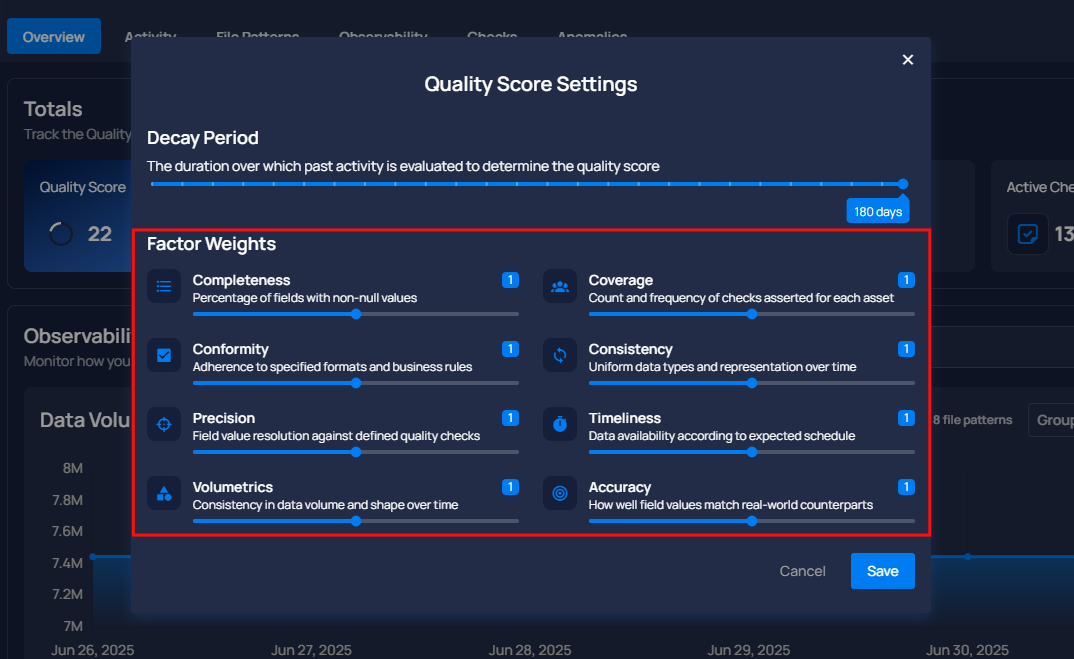 Overview
Activity
File Patterns
Observability
Checks
Anomalies
Totals
Track the Quality
Quality Score
22
Active Che
13
Quality Score Settings
Decay Period
The duration over which past activity is evaluated to determine the quality score
180 days
Factor Weights
Completeness 1
Percentage of fields with non-null values
Coverage 1
Count and frequency of checks asserted for each asset
Conformity 1
Adherence to specified formats and business rules
Consistency 1
Uniform data types and representation over time
Precision 1
Field value resolution against defined quality checks
Timeliness 1
Data availability according to expected schedule
Volumetrics 1
Consistency in data volume and shape over time
Accuracy 1
How well field values match real-world counterparts
Cancel
Save
Observabili
Monitor how you
Data Volu
8 file patterns
Group
8M
7.8M
7.6M
7.4M
7.2M
7M
Jun 26, 2025
Jun 27, 2025
Jun 28, 2025
Jun 29, 2025
Jun 30, 2025